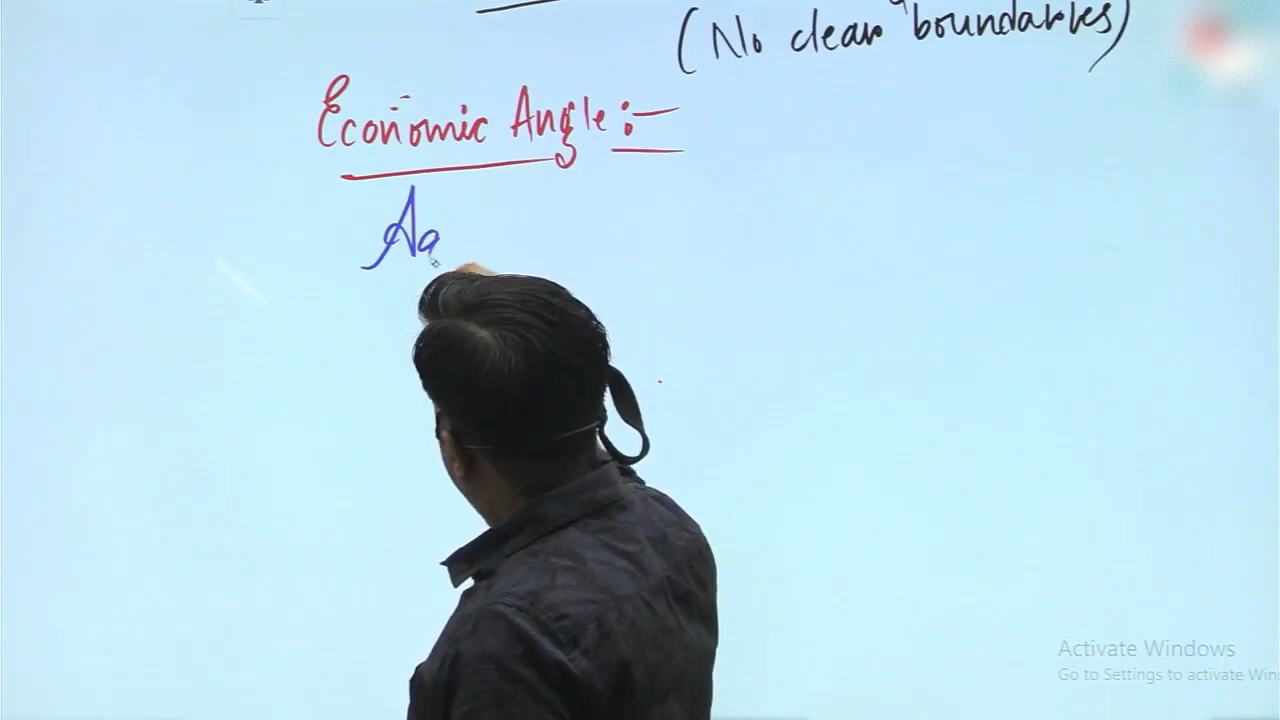 (No clear boundaries)
Economic Angle :-
Aa
Activate Windows
Go to Settings to activate Win